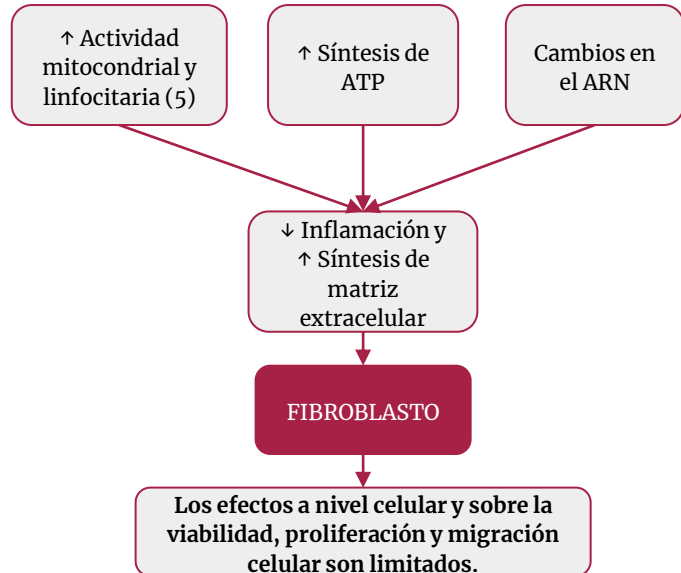 ↑ Actividad
mitocondrial y
linfocitaria (5)
↑ Síntesis de
ATP
Cambios en
el ARN
↓ Inflamación y
↑ Síntesis de
matriz
extracelular
FIBROBLASTO
Los efectos a nivel celular y sobre la
viabilidad, proliferación y migración
celular son limitados.